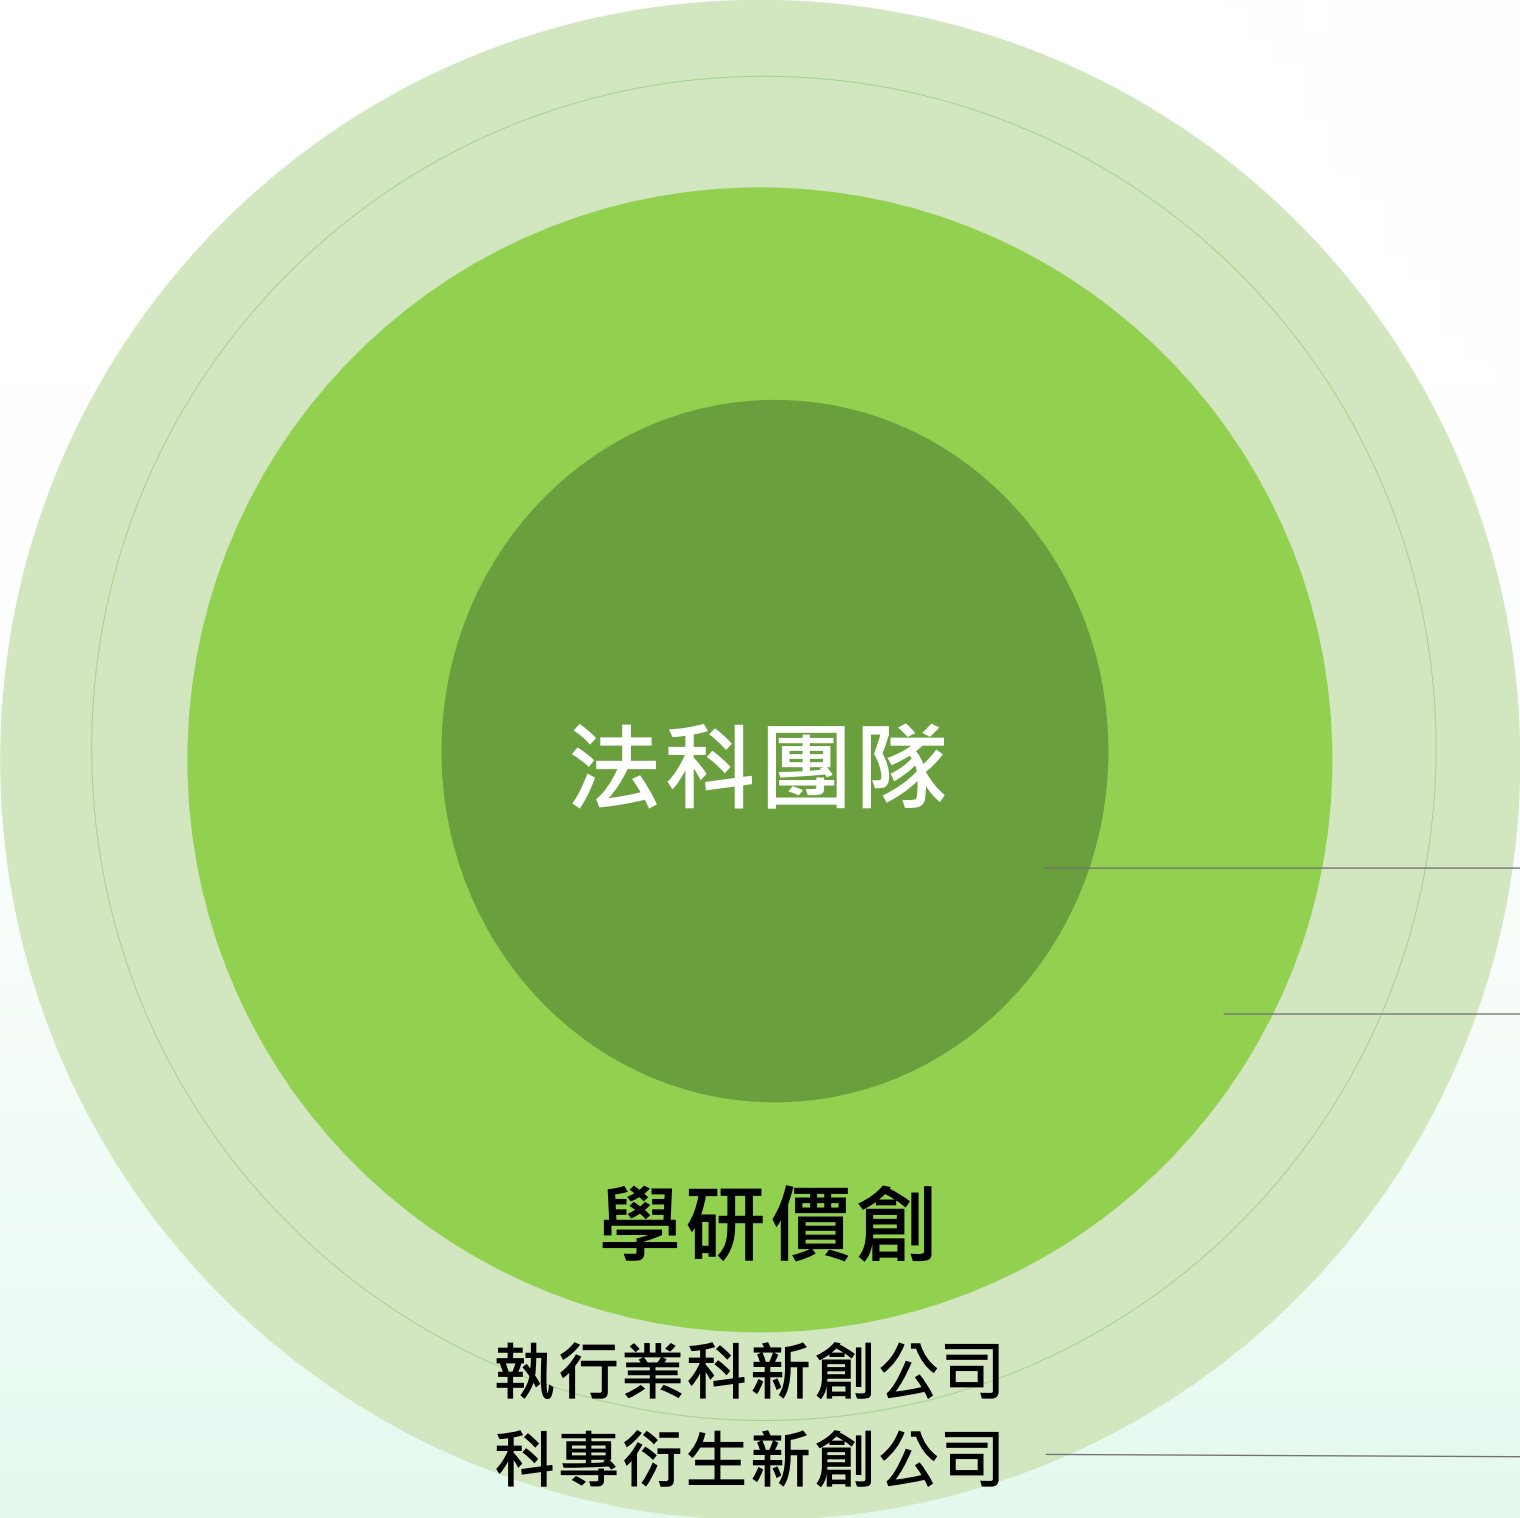 法科團隊
學研價創
執行業科新創公司
科專衍生新創公司